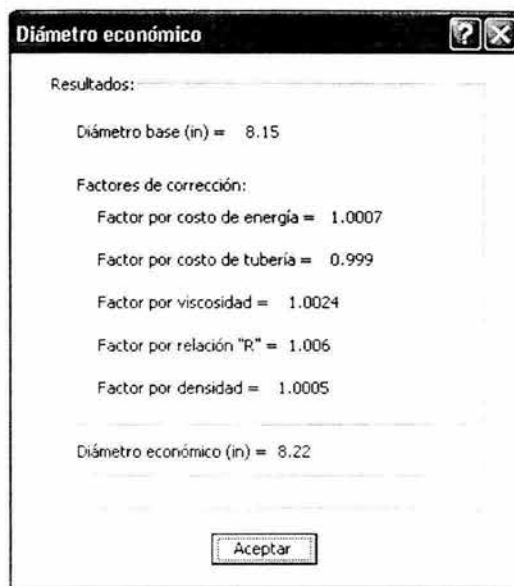 Diámetro económico
Resultados:
Diámetro base (in) = 8.15
Factores de corrección:
Factor por costo de energía = 1.0007
Factor por costo de tubería = 0.999
Factor por viscosidad = 1.0024
Factor por relación "R" = 1.006
Factor por densidad = 1.0005
Diámetro económico (in) = 8.22
Aceptar